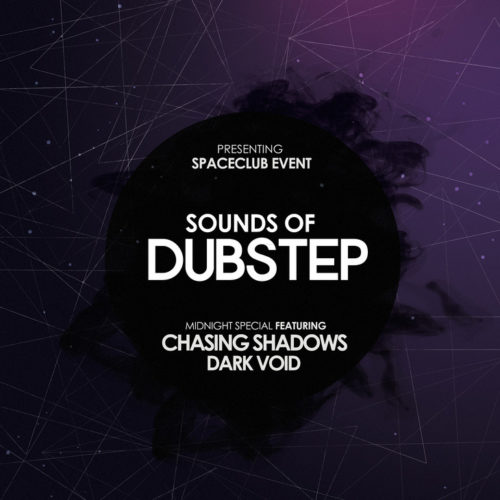 PRESENTING
SPACECLUB EVENT
SOUNDS OF
DUBSTEP
MIDNIGHT SPECIAL FEATURING
CHASING SHADOWS
DARK VOID